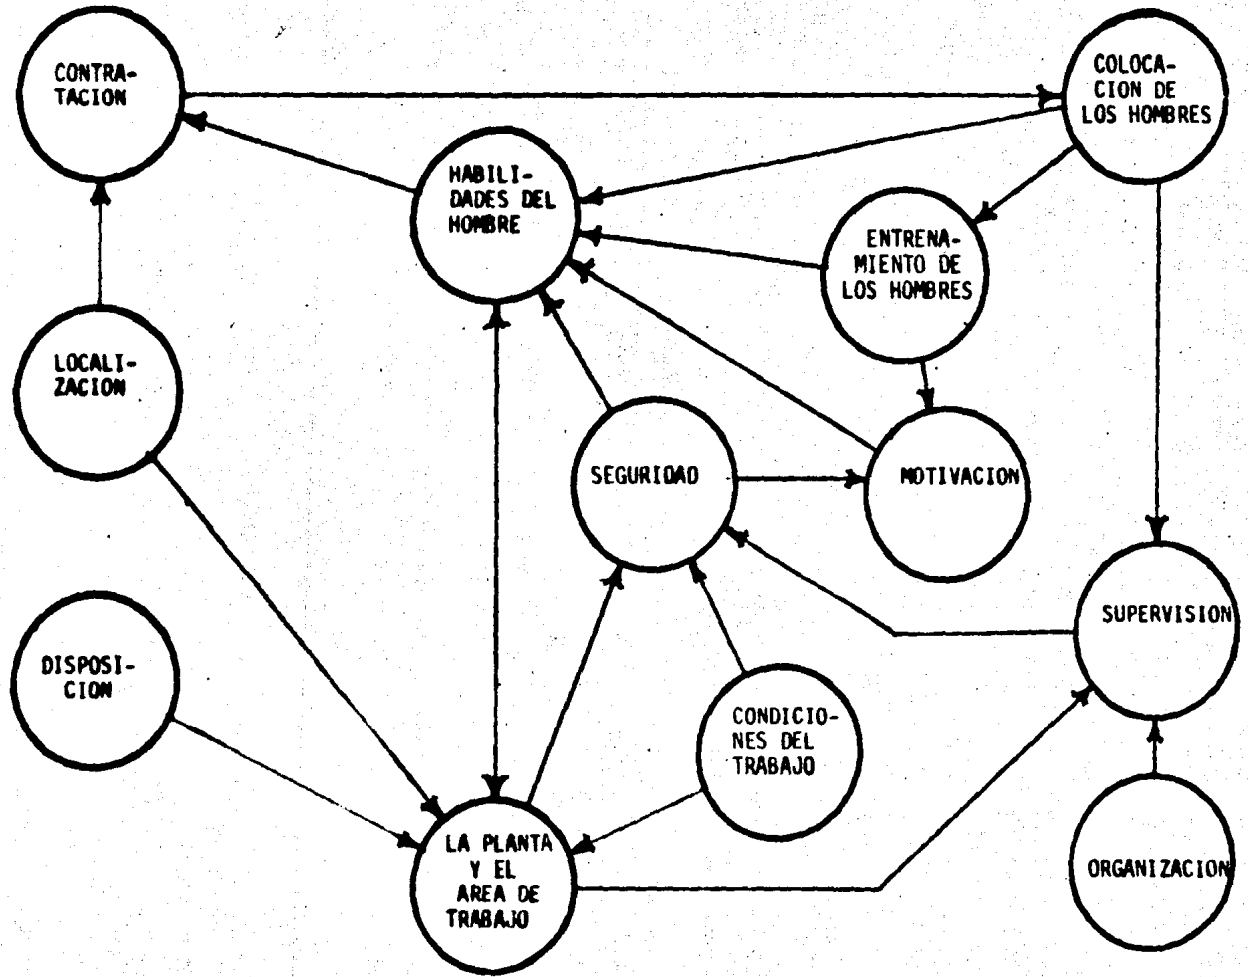 CONTRA-
TACION
COLOCA-
CION DE
LOS HOMBRES
HABILI-
DADES DEL
HOMBRE
ENTRENA-
MIENTO DE
LOS HOMBRES
LOCALI-
ZACION
SEGURIDAD
MOTIVACION
SUPERVISION
DISPOSI-
CION
CONDICIO-
NES DEL
TRABAJO
LA PLANTA
Y EL
AREA DE
TRABAJO
ORGANIZACION